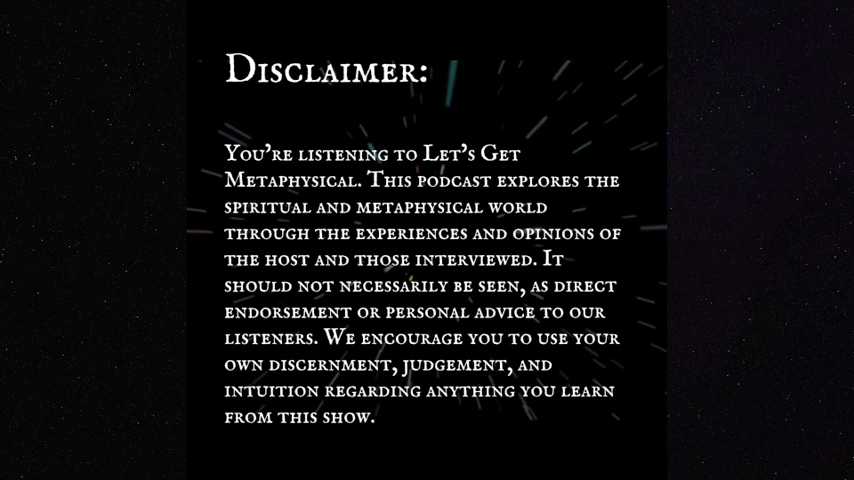 Disclaimer:
You're listening to Let's Get
Metaphysical. This podcast explores the
spiritual and metaphysical world
through the experiences and opinions of
the host and those interviewed. It
should not necessarily be seen, as direct
endorsement or personal advice to our
listeners. We encourage you to use your
own discernment, judgement, and
intuition regarding anything you learn
from this show.